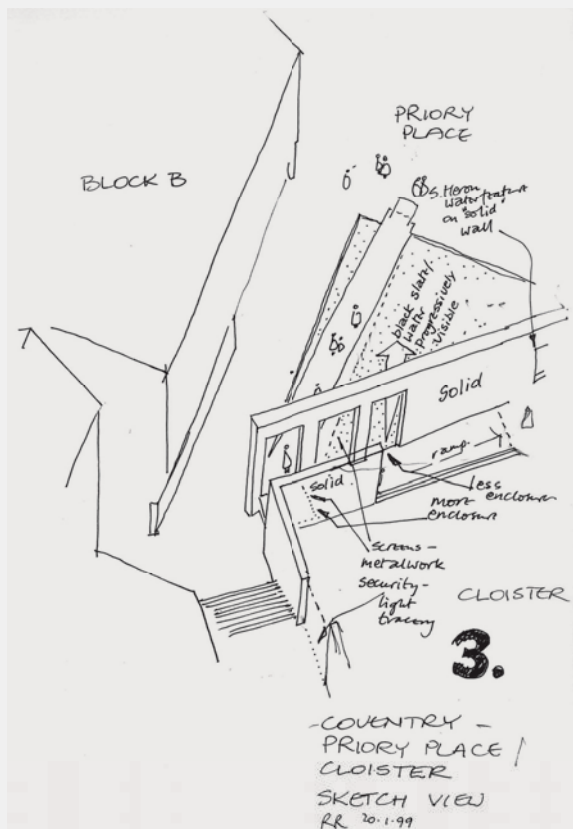 PRIORY
PLACE
BLOCK B
S. Heron
water feature
on "solid"
wall
black slate/
water
progressively
visible
solid
ramp
solid
less
enclosure
more
enclosure
screens -
metalwork
security -
light
tracery
CLOISTER
3.
- COVENTRY -
PRIORY PLACE /
CLOISTER
SKETCH VIEW
RR 20.1.99